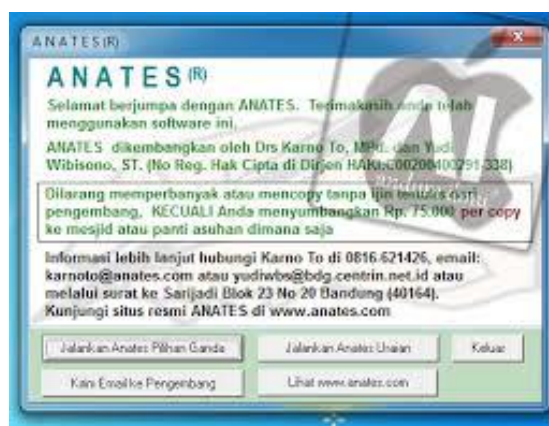 ANATES(R)
ANATES (R)
Selamat berjumpa dengan ANATES. Terimakasih anda telah
menggunakan software ini.
ANATES dikembangkan oleh Drs Karno To, MPd. dan Yudi
Wibisono, ST. (No Reg. Hak Cipta di Dirjen HAKI:C00200400291-338)
Dilarang memperbanyak atau mencopy tanpa ijin tertulis dari
pengembang, KECUALI Anda menyumbangkan Rp. 75.000 per copy
ke mesjid atau panti asuhan dimana saja
Informasi lebih lanjut hubungi Karno To di 0816-621426, email:
karnoto@anates.com atau yudiwbs@bdg.centrin.net.id atau
melalui surat ke Sarijadi Blok 23 No 20 Bandung (40164).
Kunjungi situs resmi ANATES di www.anates.com
Jalankan Anates Pilihan Ganda
Jalankan Anates Uraian
Keluar
Kirim Email ke Pengembang
Lihat www.anates.com